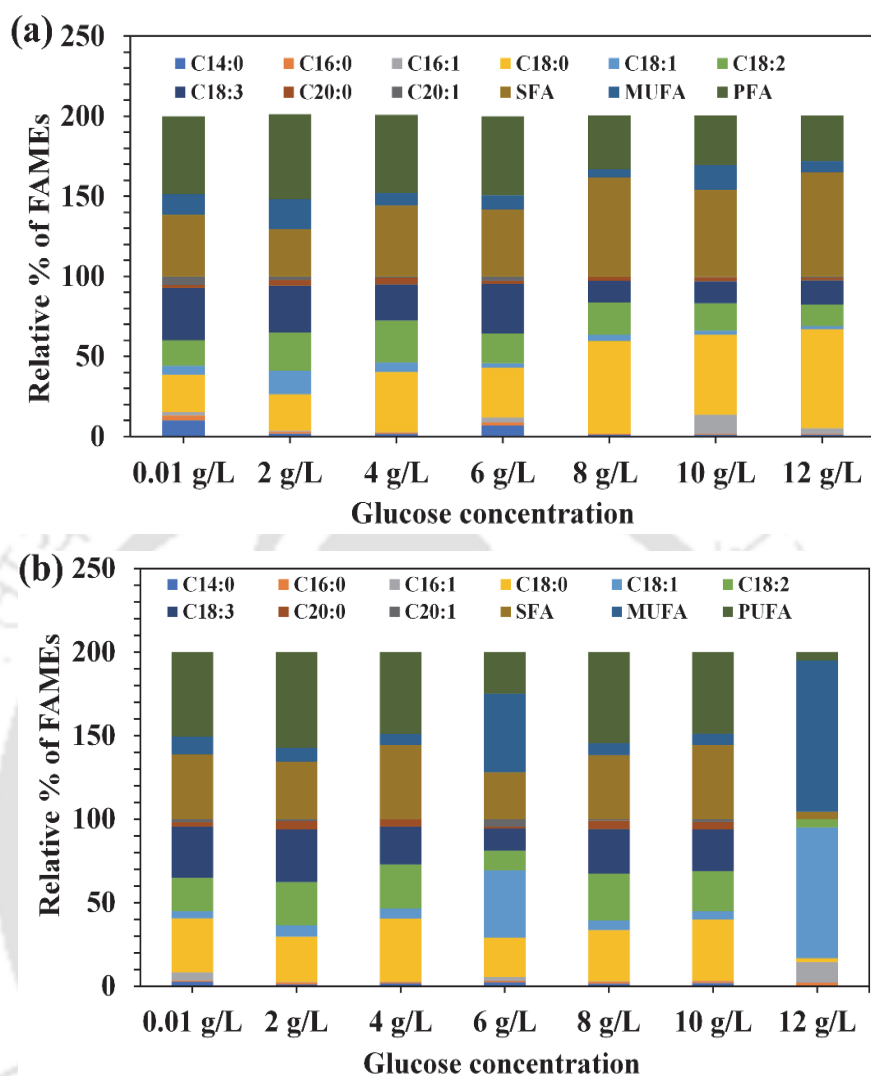 (a)
250
200
150
100
50
0
Relative % of FAMEs
C14:0 C16:0 C16:1 C18:0 C18:1 C18:2
C18:3 C20:0 C20:1 SFA MUFA PFA
0.01 g/L 2 g/L 4 g/L 6 g/L 8 g/L 10 g/L 12 g/L
Glucose concentration
(b)
250
200
150
100
50
0
Relative % of FAMEs
C14:0 C16:0 C16:1 C18:0 C18:1 C18:2
C18:3 C20:0 C20:1 SFA MUFA PUFA
0.01 g/L 2 g/L 4 g/L 6 g/L 8 g/L 10 g/L 12 g/L
Glucose concentration